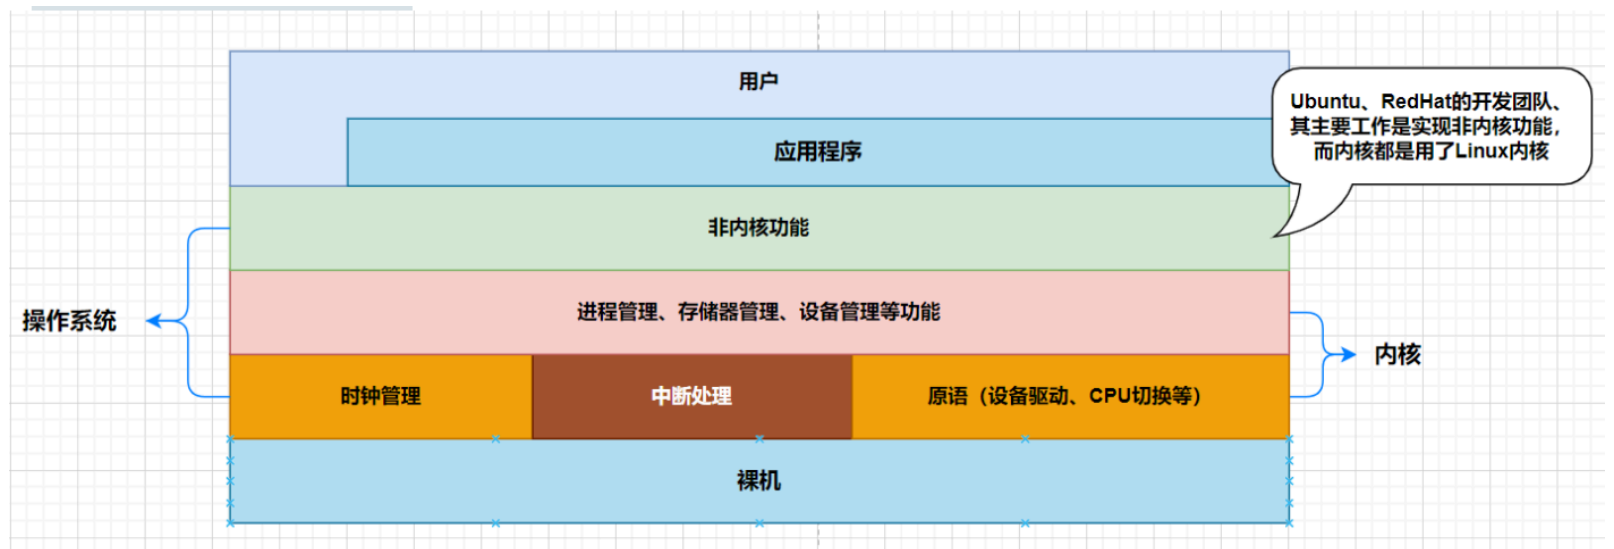 用户
Ubuntu、RedHat的开发团队、
其主要工作是实现非内核功能，
而内核都是用了Linux内核
应用程序
非内核功能
进程管理、存储器管理、设备管理等功能
操作系统
内核
时钟管理
中断处理
原语（设备驱动、CPU切换等）
裸机